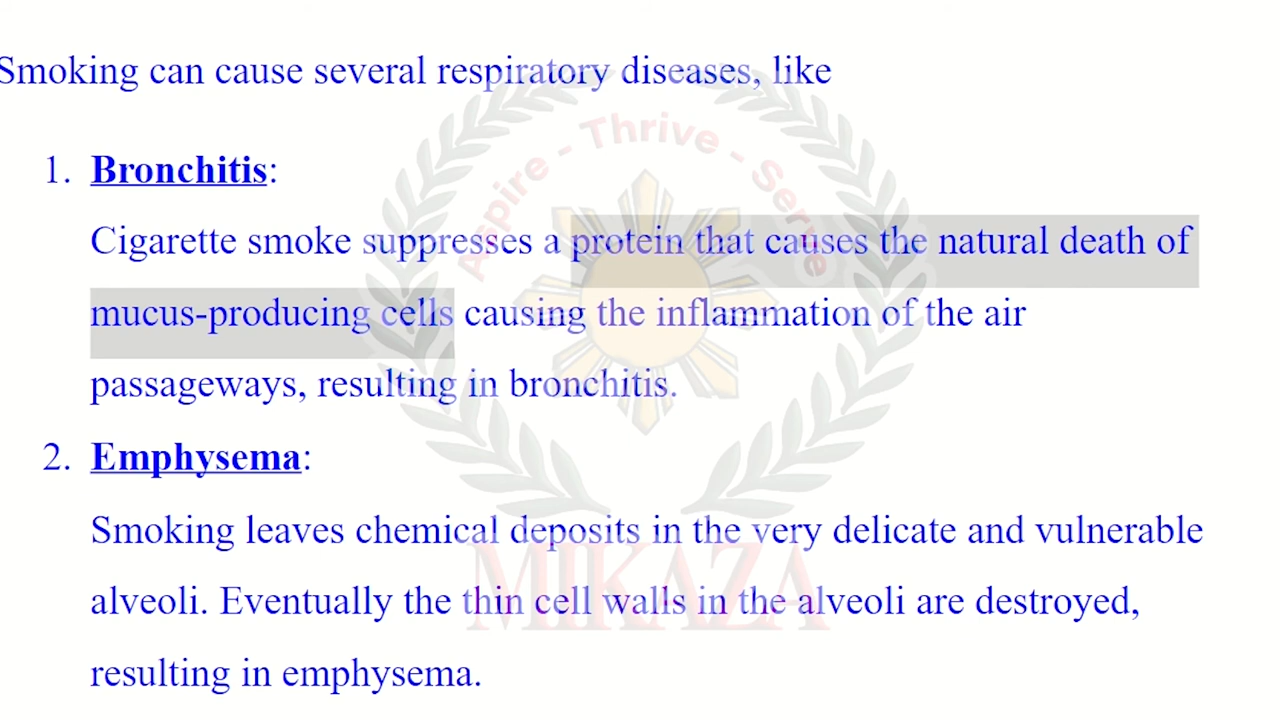 Smoking can cause several respiratory diseases, like
1. Bronchitis:
Cigarette smoke suppresses a protein that causes the natural death of
mucus-producing cells causing the inflammation of the air
passageways, resulting in bronchitis.
2. Emphysema:
Smoking leaves chemical deposits in the very delicate and vulnerable
alveoli. Eventually the thin cell walls in the alveoli are destroyed,
resulting in emphysema.
Aspire - Thrive - Serve
MIKAZA